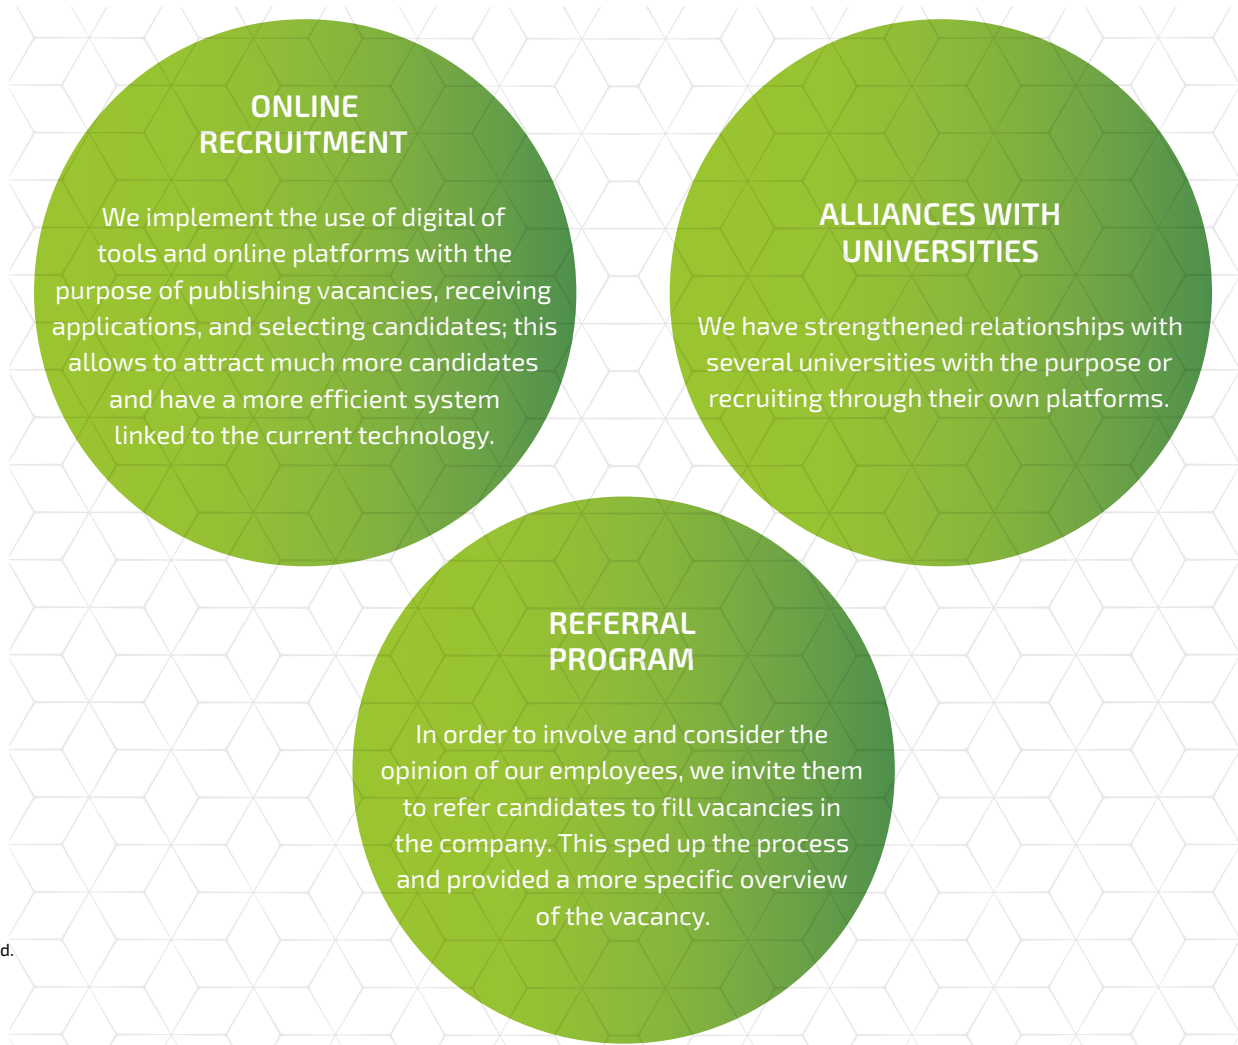 ONLINE
RECRUITMENT
We implement the use of digital of
tools and online platforms with the
purpose of publishing vacancies, receiving
applications, and selecting candidates; this
allows to attract much more candidates
and have a more efficient system
linked to the current technology.
ALLIANCES WITH
UNIVERSITIES
We have strengthened relationships with
several universities with the purpose or
recruiting through their own platforms.
REFERRAL
PROGRAM
In order to involve and consider the
opinion of our employees, we invite them
to refer candidates to fill vacancies in
the company. This sped up the process
and provided a more specific overview
of the vacancy.
d.